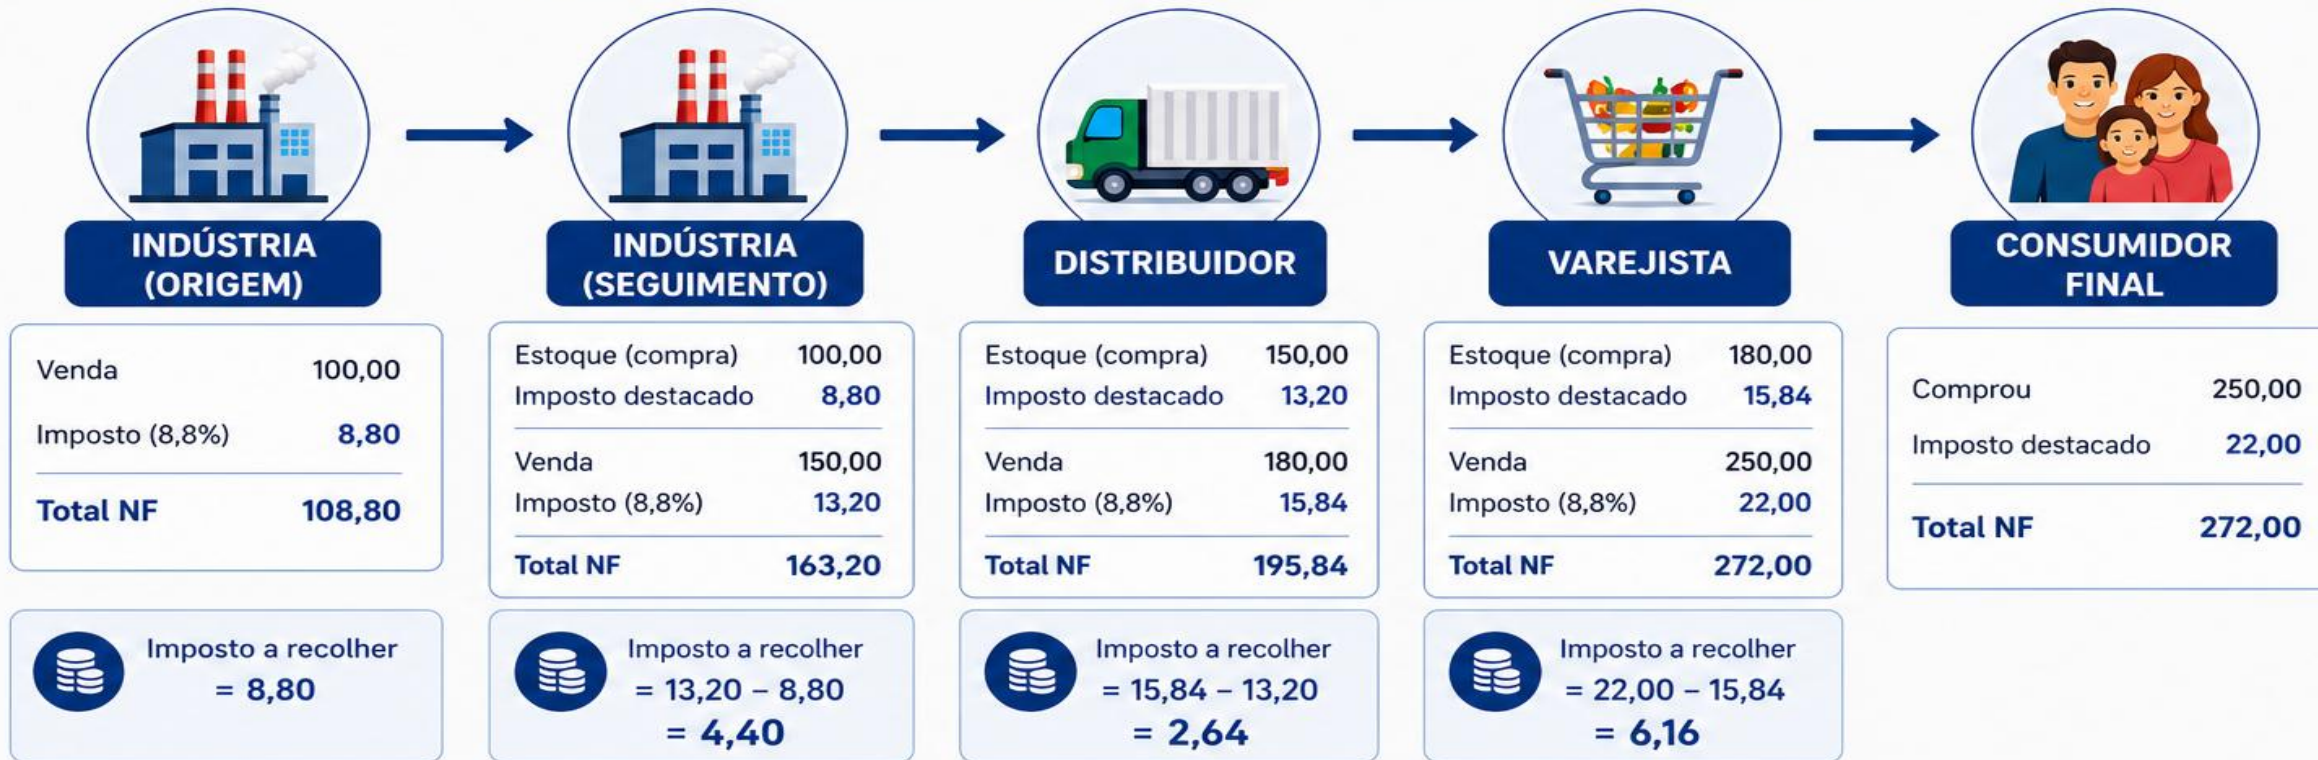 INDÚSTRIA
(ORIGEM)
Venda 100,00
Imposto (8,8%) 8,80
Total NF 108,80
Imposto a recolher
= 8,80
INDÚSTRIA
(SEGUIMENTO)
Estoque (compra) 100,00
Imposto destacado 8,80
Venda 150,00
Imposto (8,8%) 13,20
Total NF 163,20
Imposto a recolher
= 13,20 – 8,80
= 4,40
DISTRIBUIDOR
Estoque (compra) 150,00
Imposto destacado 13,20
Venda 180,00
Imposto (8,8%) 15,84
Total NF 195,84
Imposto a recolher
= 15,84 – 13,20
= 2,64
VAREJISTA
Estoque (compra) 180,00
Imposto destacado 15,84
Venda 250,00
Imposto (8,8%) 22,00
Total NF 272,00
Imposto a recolher
= 22,00 – 15,84
= 6,16
CONSUMIDOR
FINAL
Comprou 250,00
Imposto destacado 22,00
Total NF 272,00